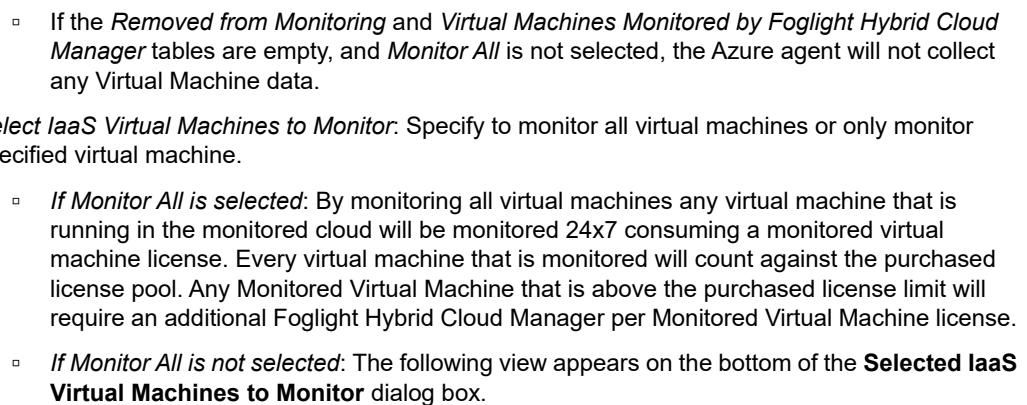 ▫ If the Removed from Monitoring and Virtual Machines Monitored by Foglight Hybrid Cloud
Manager tables are empty, and Monitor All is not selected, the Azure agent will not collect
any Virtual Machine data.
elect IaaS Virtual Machines to Monitor: Specify to monitor all virtual machines or only monitor
ecified virtual machine.
▫ If Monitor All is selected: By monitoring all virtual machines any virtual machine that is
running in the monitored cloud will be monitored 24x7 consuming a monitored virtual
machine license. Every virtual machine that is monitored will count against the purchased
license pool. Any Monitored Virtual Machine that is above the purchased license limit will
require an additional Foglight Hybrid Cloud Manager per Monitored Virtual Machine license.
▫ If Monitor All is not selected: The following view appears on the bottom of the Selected IaaS
Virtual Machines to Monitor dialog box.